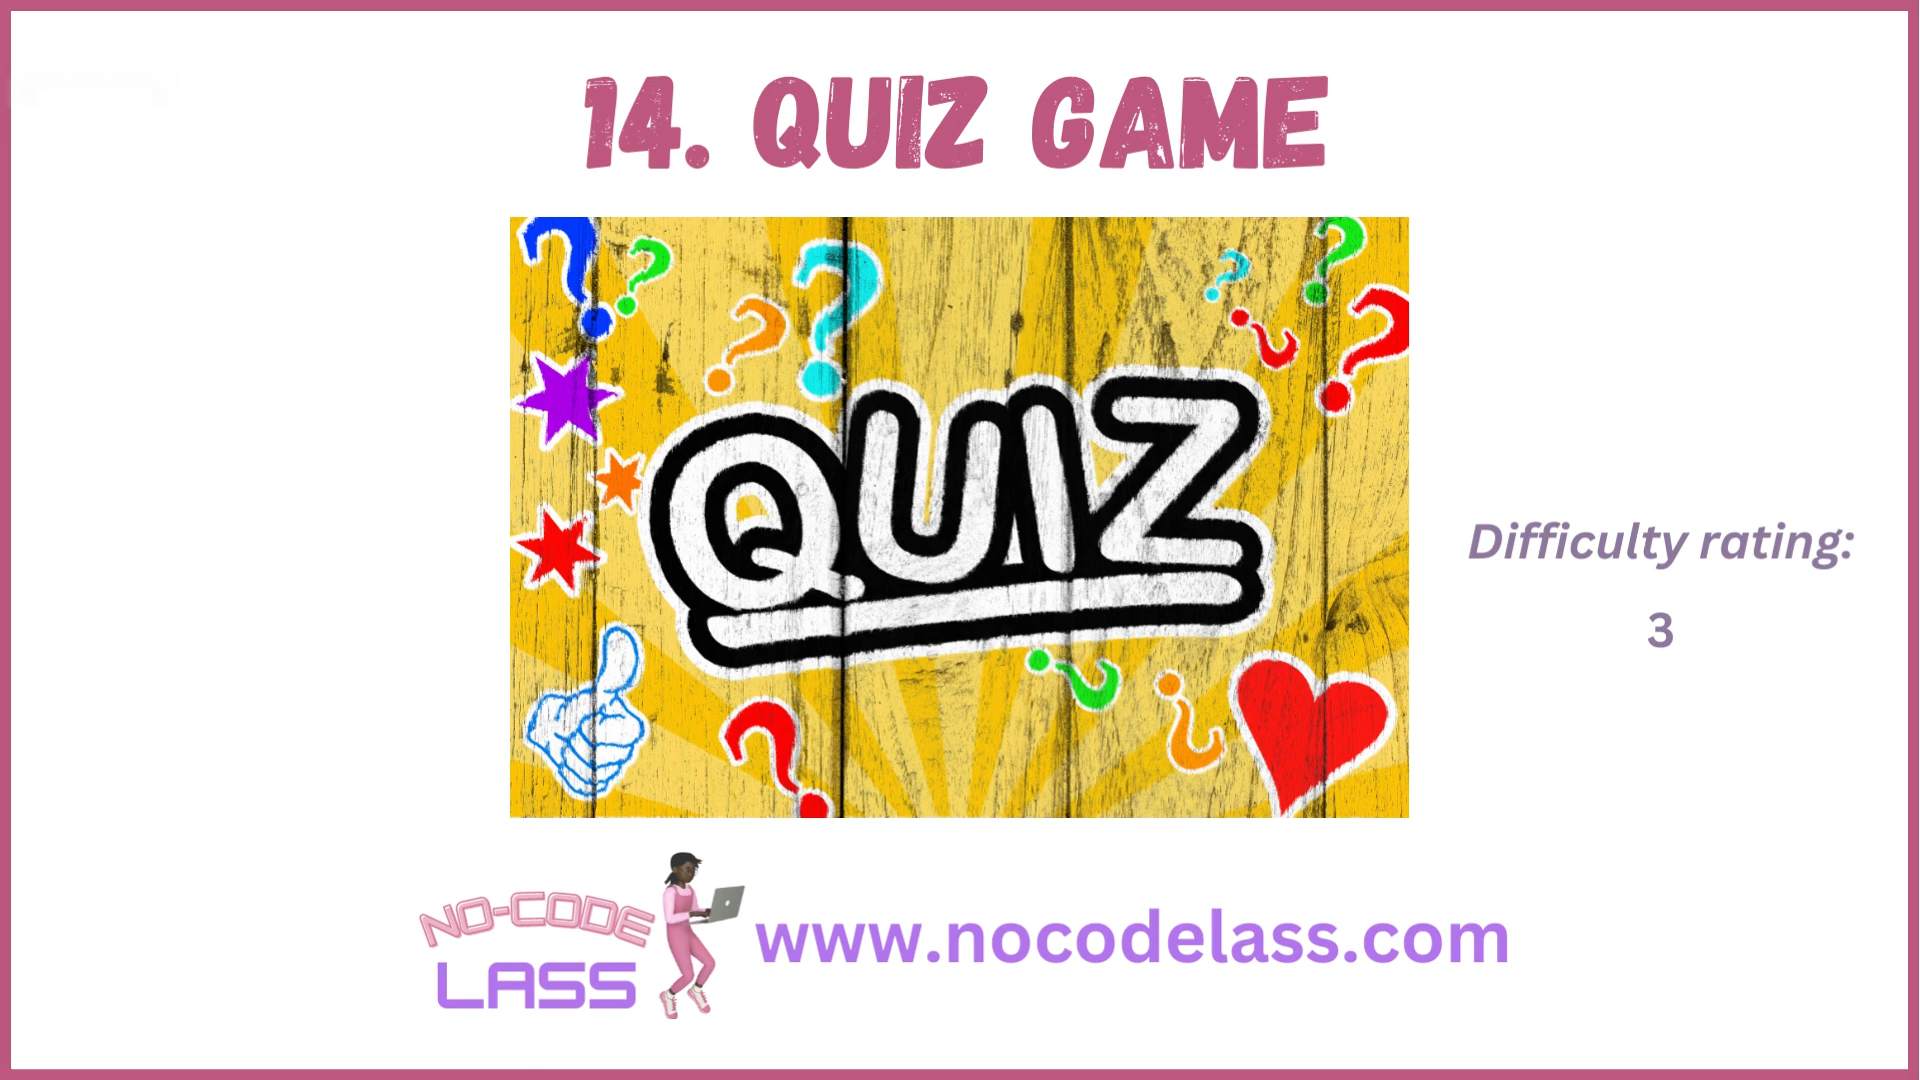 14. QUIZ GAME
QUIZ
Difficulty rating:
3
NO-CODE
LASS
www.nocodelass.com